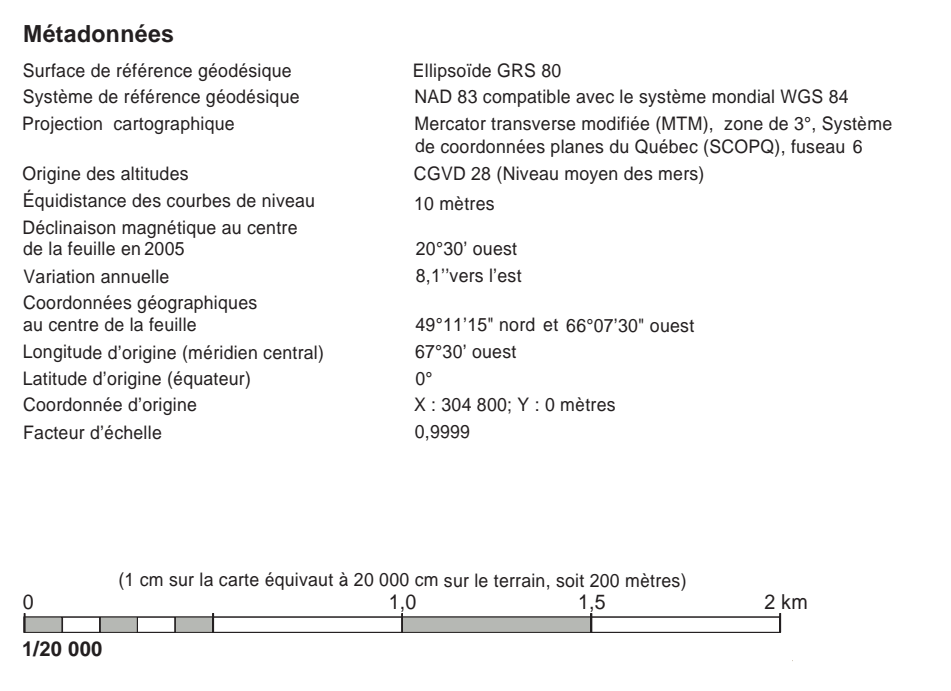 Métadonnées
Surface de référence géodésique Ellipsoïde GRS 80
Système de référence géodésique NAD 83 compatible avec le système mondial WGS 84
Projection cartographique Mercator transverse modifiée (MTM), zone de 3°, Système
de coordonnées planes du Québec (SCOPQ), fuseau 6
Origine des altitudes CGVD 28 (Niveau moyen des mers)
Équidistance des courbes de niveau 10 mètres
Déclinaison magnétique au centre
de la feuille en 2005 20°30’ ouest
Variation annuelle 8,1’’vers l’est
Coordonnées géographiques
au centre de la feuille 49°11’15" nord et 66°07’30" ouest
Longitude d’origine (méridien central) 67°30’ ouest
Latitude d’origine (équateur) 0°
Coordonnée d’origine X : 304 800; Y : 0 mètres
Facteur d’échelle 0,9999
(1 cm sur la carte équivaut à 20 000 cm sur le terrain, soit 200 mètres)
0 1,0 1,5 2 km
1/20 000